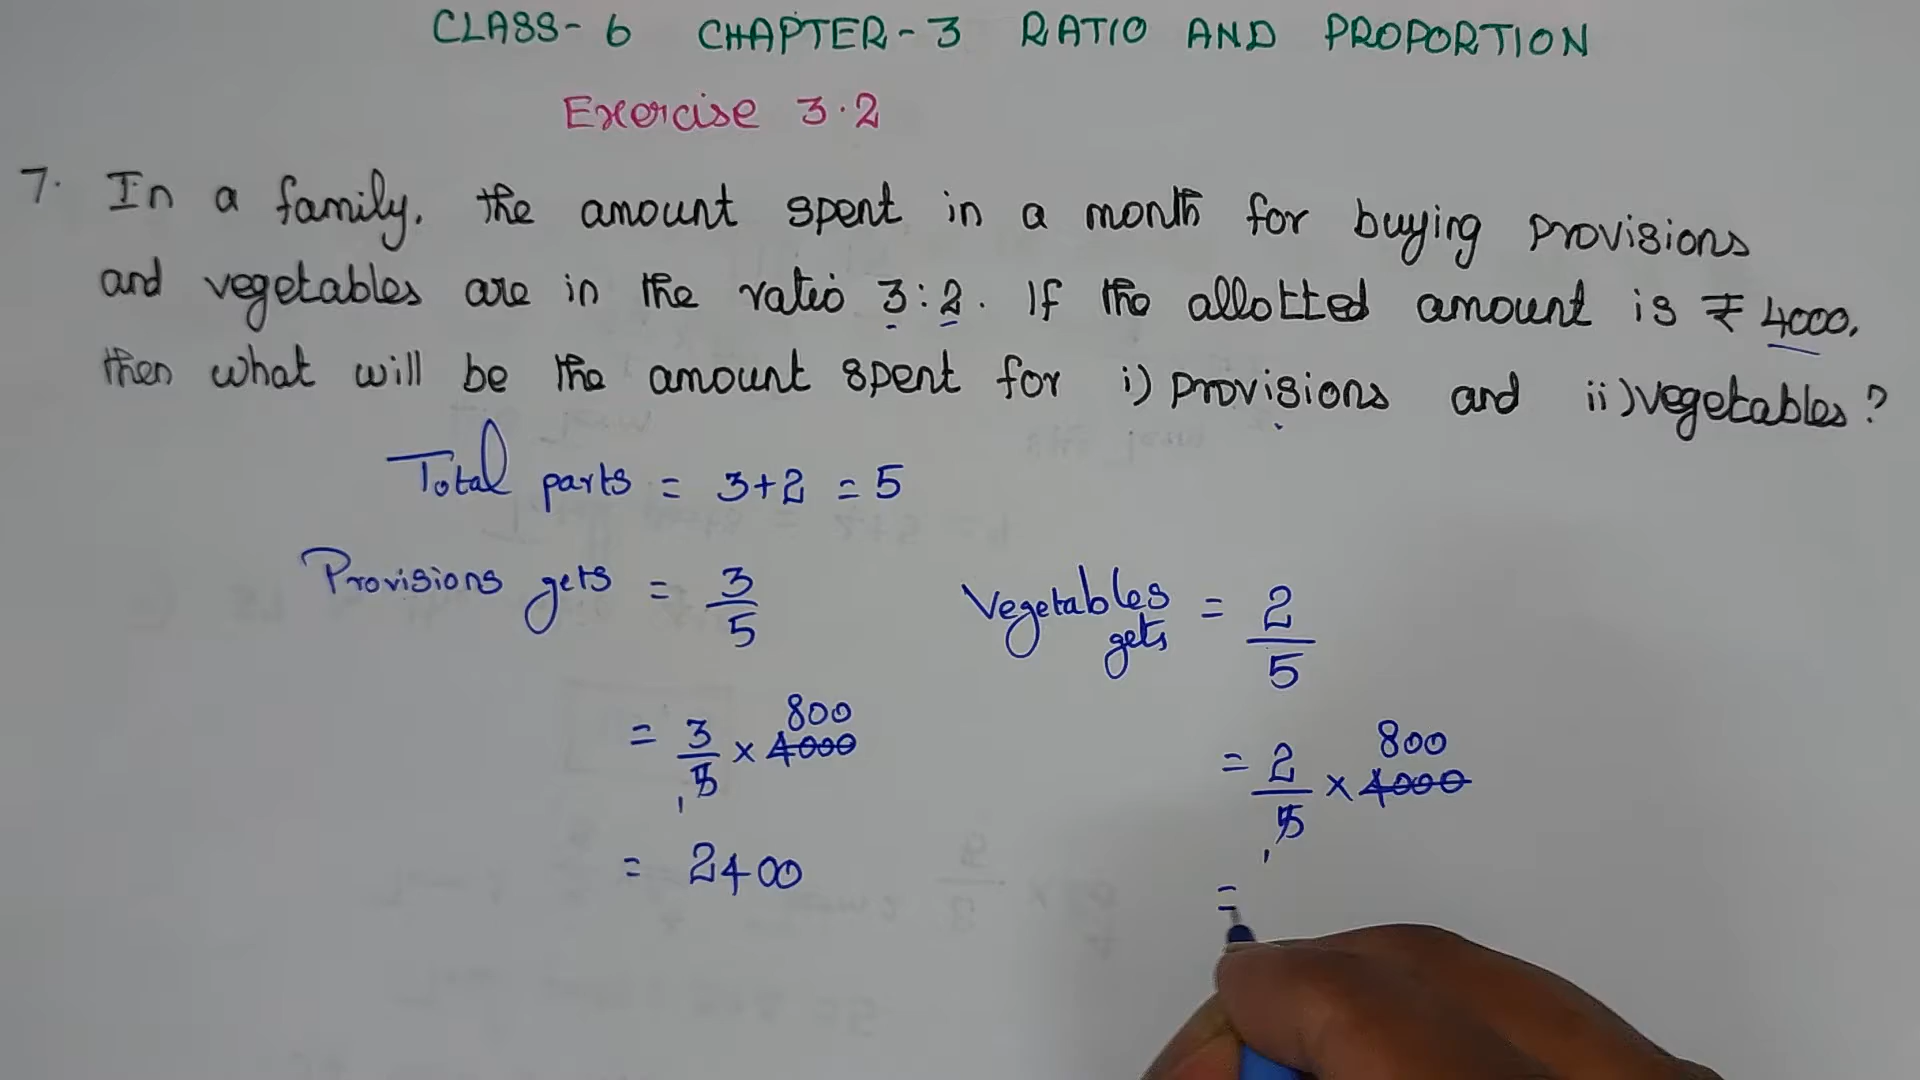 CLASS-6 CHAPTER-3 RATIO AND PROPORTION
Exercise 3.2
7. In a family, the amount spent in a month for buying provisions
and vegetables are in the ratio 3:2. If the allotted amount is ₹ 4000,
then what will be the amount spent for i) provisions and ii) vegetables?
Total parts = 3+2 = 5
Provisions gets = 3/5
= 3/5 × 4000
800
1
= 2400
Vegetables gets = 2/5
= 2/5 × 4000
800
1
=